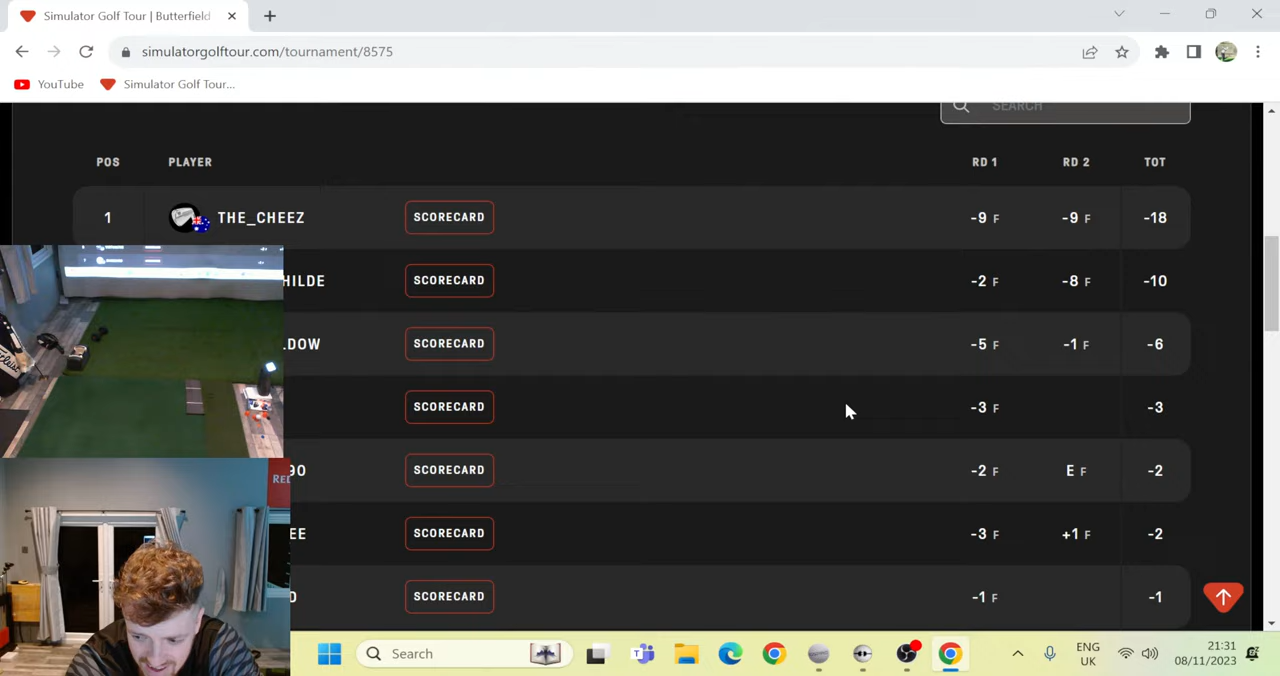 Simulator Golf Tour | Butterfield
simulatorgolftour.com/tournament/8575
YouTube Simulator Golf Tour...
SEARCH
POS PLAYER RD 1 RD 2 TOT
1 THE_CHEEZ SCORECARD -9 F -9 F -18
HILDE SCORECARD -2 F -8 F -10
LDOW SCORECARD -5 F -1 F -6
SCORECARD -3 F -3
90 SCORECARD -2 F E F -2
EE SCORECARD -3 F +1 F -2
O SCORECARD -1 F -1
Search
ENG
UK
21:31
08/11/2023